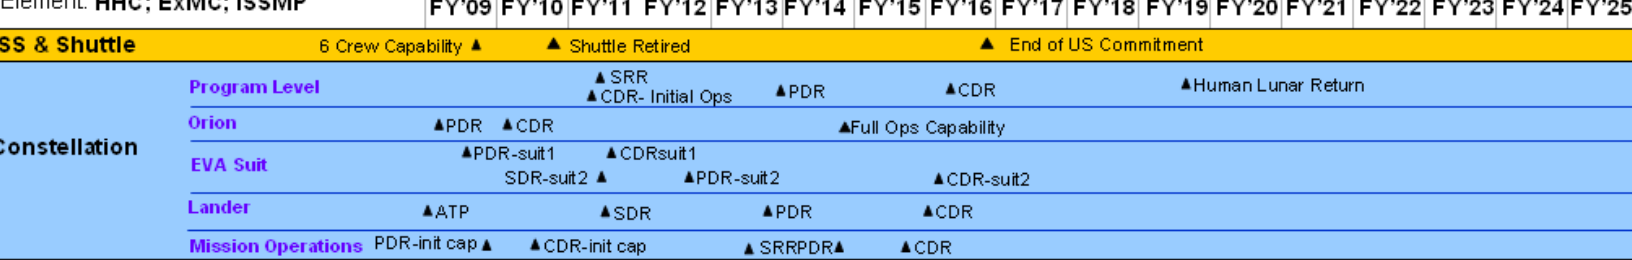 Element: HHC; ExMC; ISSMP FY'09 FY'10 FY'11 FY'12 FY'13 FY'14 FY'15 FY'16 FY'17 FY'18 FY'19 FY'20 FY'21 FY'22 FY'23 FY'24 FY'25
SS & Shuttle 6 Crew Capability ▲ ▲ Shuttle Retired ▲ End of US Commitment
Constellation
Program Level ▲ SRR ▲PDR ▲CDR ▲Human Lunar Return
▲CDR- Initial Ops
Orion ▲PDR ▲CDR ▲Full Ops Capability
EVA Suit ▲PDR-suit1 ▲CDRsuit1
SDR-suit2 ▲ ▲PDR-suit2 ▲CDR-suit2
Lander ▲ATP ▲SDR ▲PDR ▲CDR
Mission Operations PDR-init cap▲ ▲CDR-init cap ▲ SRRPDR▲ ▲CDR